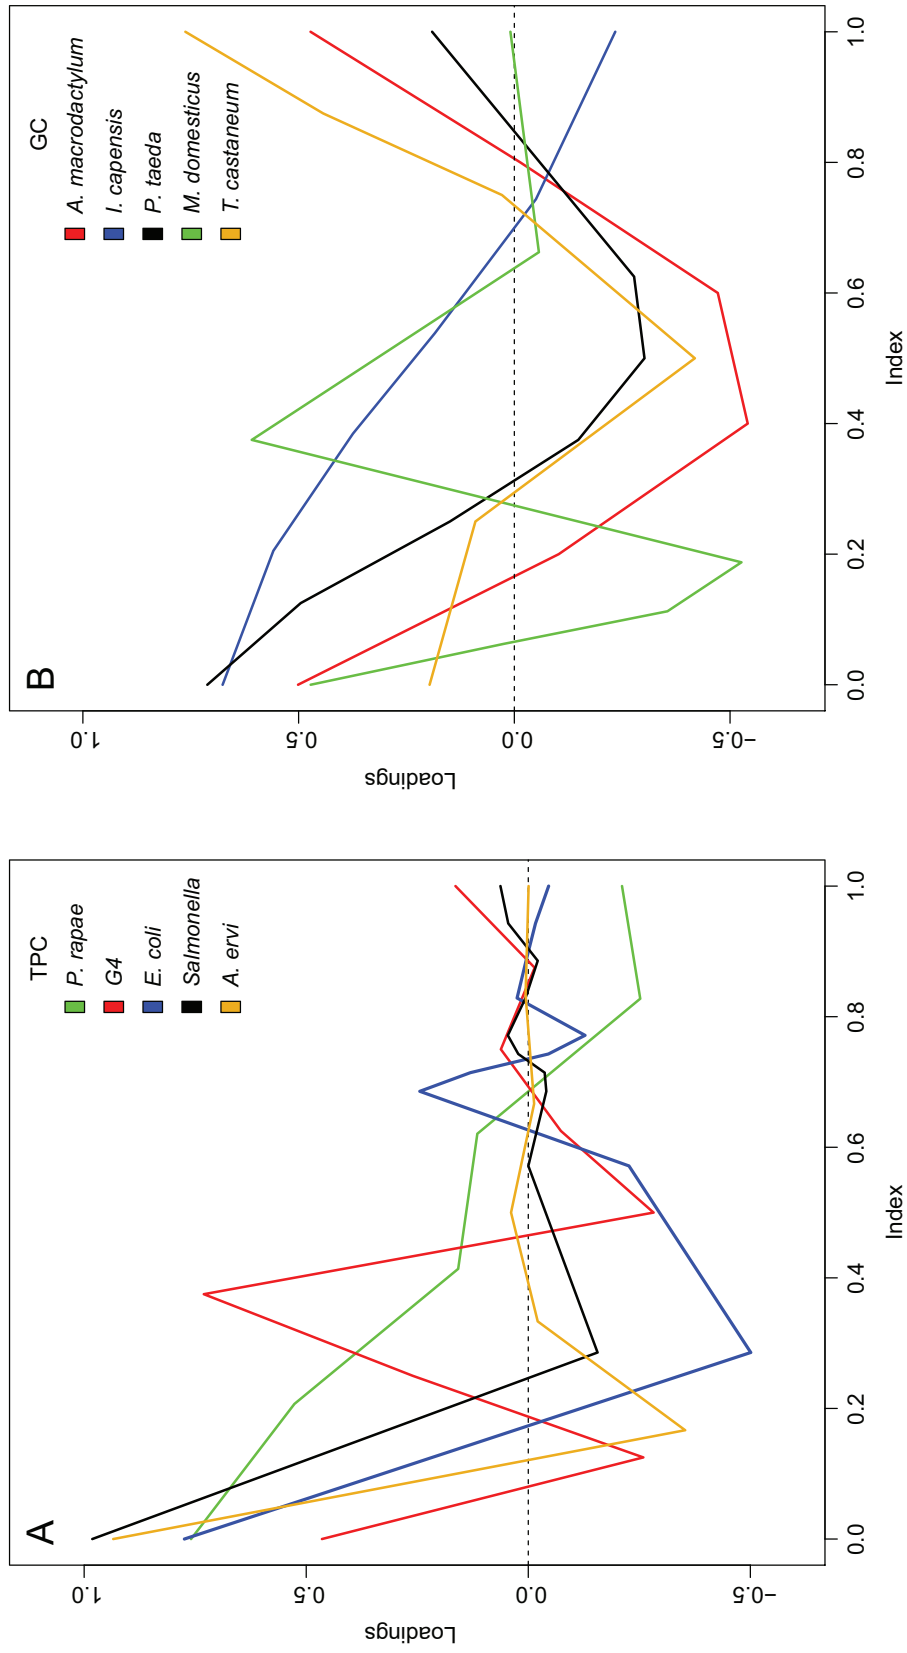 A
TPC
P. rapae
G4
E. coli
Salmonella
A. ervi
Loadings
1.0
0.5
0.0
−0.5
0.0
0.2
0.4
0.6
0.8
1.0
Index
B
GC
A. macrodactylum
I. capensis
P. taeda
M. domesticus
T. castaneum
Loadings
1.0
0.5
0.0
−0.5
0.0
0.2
0.4
0.6
0.8
1.0
Index